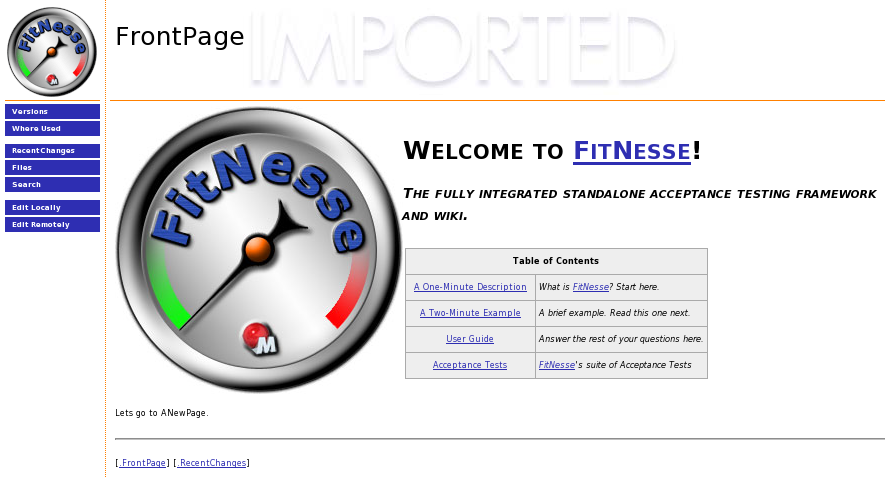 FitNesse
FrontPage
IMPORTED
Versions
Where Used
RecentChanges
Files
Search
Edit Locally
Edit Remotely
FitNesse
M
Welcome to FitNesse!
The fully integrated standalone acceptance testing framework
and wiki.
Table of Contents
A One-Minute Description What is FitNesse? Start here.
A Two-Minute Example A brief example. Read this one next.
User Guide Answer the rest of your questions here.
Acceptance Tests FitNesse's suite of Acceptance Tests
Lets go to ANewPage.
[.FrontPage] [.RecentChanges]